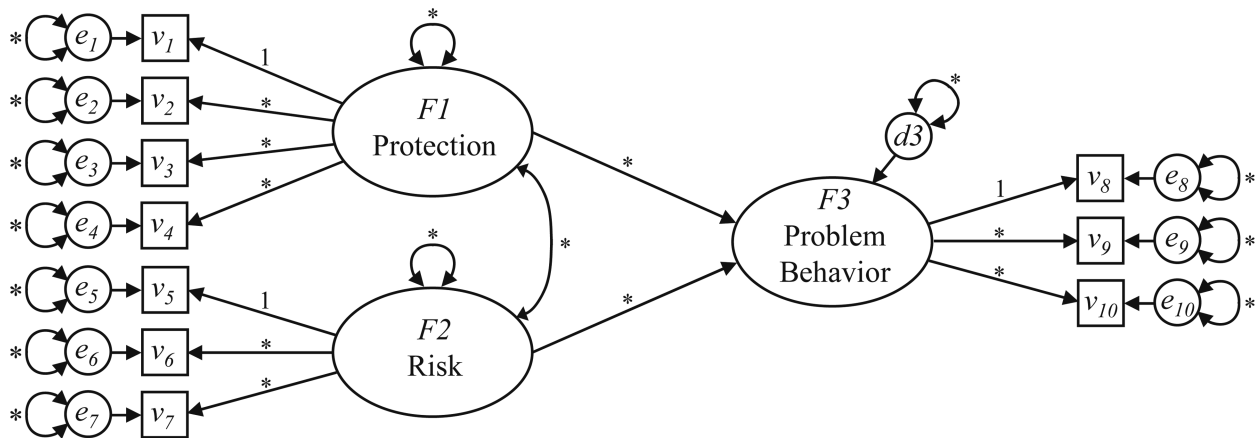 * e1 v1 1
* e2 v2 *
* e3 v3 *
* e4 v4 *
* e5 v5 1
* e6 v6 *
* e7 v7 *
*
F1
Protection
*
*
F2
Risk
*
*
*
d3
F3
Problem
Behavior
1 v8 e8 *
* v9 e9 *
* v10 e10 *